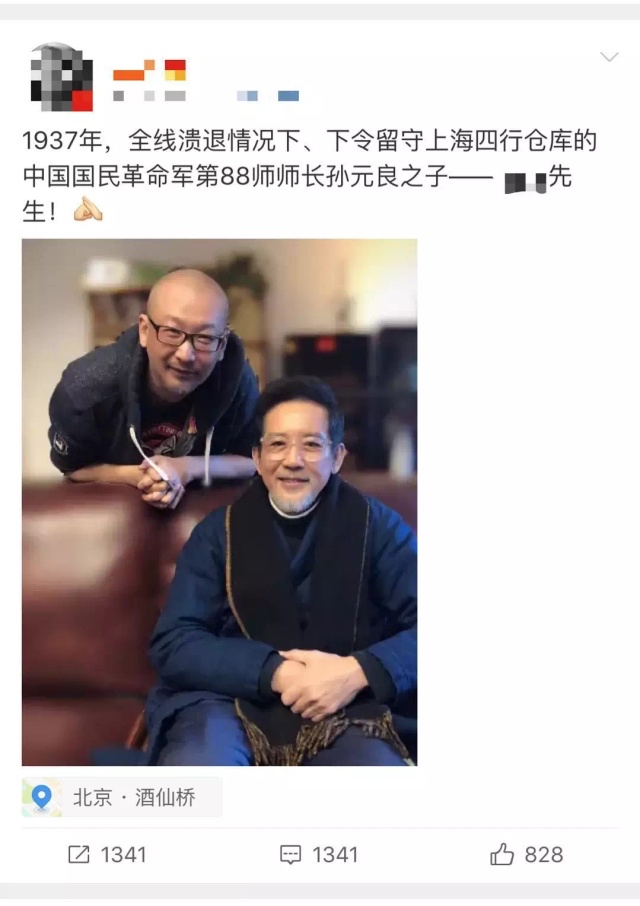 1937年，全线溃退情况下、下令留守上海四行仓库的
中国国民革命军第88师师长孙元良之子—— 先
生！
北京 · 酒仙桥
1341
1341
828